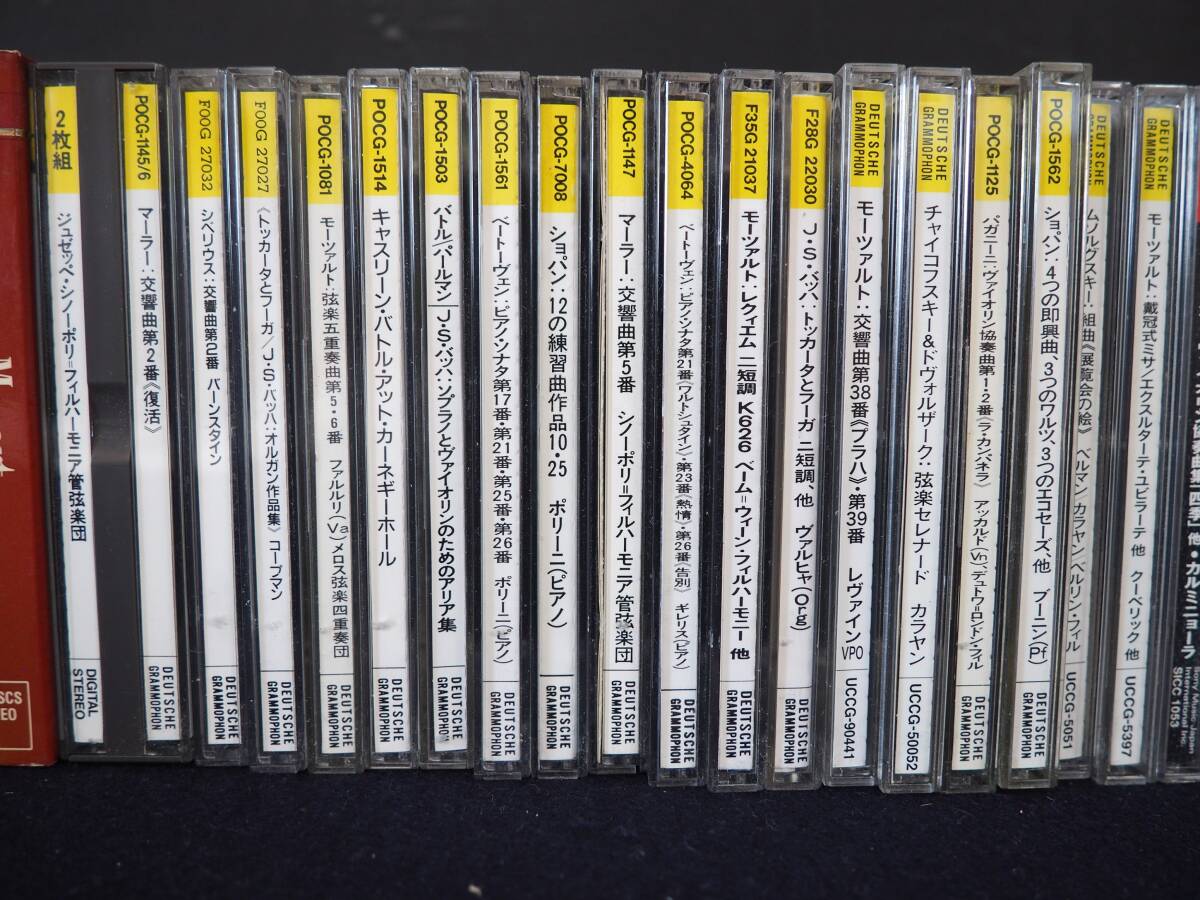 2枚組
ジュゼッペ・シノーポリ＝フィルハーモニア管弦楽団
DIGITAL
STEREO
POCG-1145/6
マーラー：交響曲第2番《復活》
DEUTSCHE
GRAMMOPHON
F00G 27032
シベリウス：交響曲第2番 バーンスタイン
DEUTSCHE
GRAMMOPHON
F00G 27027
《トッカータとフーガ／J・S・バッハ：オルガン作品集》 コープマン
DEUTSCHE
GRAMMOPHON
POCG-1081
モーツァルト：弦楽五重奏曲第5・6番 ファルリ(Va)メロス弦楽四重奏団
DEUTSCHE
GRAMMOPHON
POCG-1514
キャスリーン・バトル・アット・カーネギーホール
DEUTSCHE
GRAMMOPHON
POCG-1503
バトル/パールマン J・S・バッハ：ソプラノとヴァイオリンのためのアリア集
DEUTSCHE
GRAMMOPHON
POCG-1561
ベートーヴェン：ピアノ・ソナタ第17番・第21番・第25番・第26番 ポリーニ(ピアノ)
DEUTSCHE
GRAMMOPHON
POCG-7008
ショパン：12の練習曲作品10・25 ポリーニ(ピアノ)
DEUTSCHE
GRAMMOPHON
POCG-1147
マーラー：交響曲第5番 シノーポリ＝フィルハーモニア管弦楽団
DEUTSCHE
GRAMMOPHON
POCG-4064
ベートーヴェン：ピアノ・ソナタ第21番《ワルトシュタイン》・第23番《熱情》・第26番《告別》 ギレリス(ピアノ)
DEUTSCHE
GRAMMOPHON
F35G 21037
モーツァルト：レクィエム ニ短調 K626 ベーム＝ウィーン・フィルハーモニー 他
DEUTSCHE
GRAMMOPHON
F28G 22030
J・S・バッハ：トッカータとフーガ ニ短調、他 ヴァルヒャ(Org)
DEUTSCHE
GRAMMOPHON
DEUTSCHE
GRAMMOPHON
モーツァルト：交響曲第38番《プラハ》・第39番 レヴァイン
VPO
UCCG-90441
DEUTSCHE
GRAMMOPHON
チャイコフスキー&ドヴォルザーク：弦楽セレナード カラヤン
UCCG-50052
POCG-1125
パガニーニ：ヴァイオリン協奏曲第1・2番《ラ・カンパネラ》 アッカルド(Vn)、デュトワ＝ロンドン・フィル
DEUTSCHE
GRAMMOPHON
POCG-1562
ショパン：4つの即興曲、3つのワルツ、3つのエコセーズ、他 ブーニン(Pf)
DEUTSCHE
GRAMMOPHON
DEUTSCHE
GRAMMOPHON
ムソルグスキー：組曲《展覧会の絵》 ベルマン/カラヤン/ベルリン・フィル
UCCG-5051
DEUTSCHE
GRAMMOPHON
モーツァルト：戴冠式ミサ/エクスルターテ・ユビラーテ 他 クーベリック 他
UCCG-5397
他・カルミニョーラ
International Inc.
SICC 1053